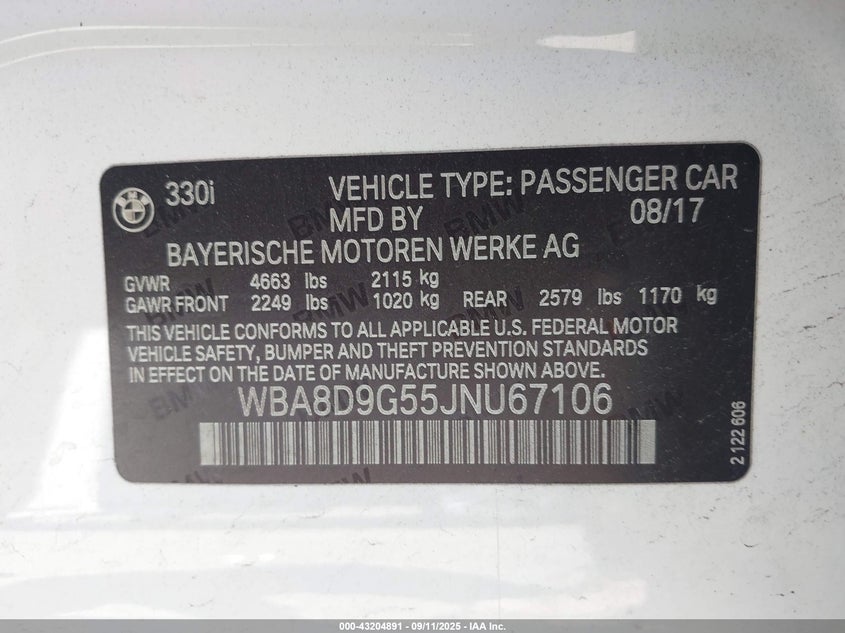 330i VEHICLE TYPE: PASSENGER CAR
MFD BY 08/17
BAYERISCHE MOTOREN WERKE AG
GVWR 4663 lbs 2115 kg
GAWR FRONT 2249 lbs 1020 kg REAR 2579 lbs 1170 kg
THIS VEHICLE CONFORMS TO ALL APPLICABLE U.S. FEDERAL MOTOR
VEHICLE SAFETY, BUMPER AND THEFT PREVENTION STANDARDS
IN EFFECT ON THE DATE OF MANUFACTURE SHOWN ABOVE.
WBA8D9G55JNU67106
2 122 606
000-43204891 - 09/11/2025 - IAA Inc.